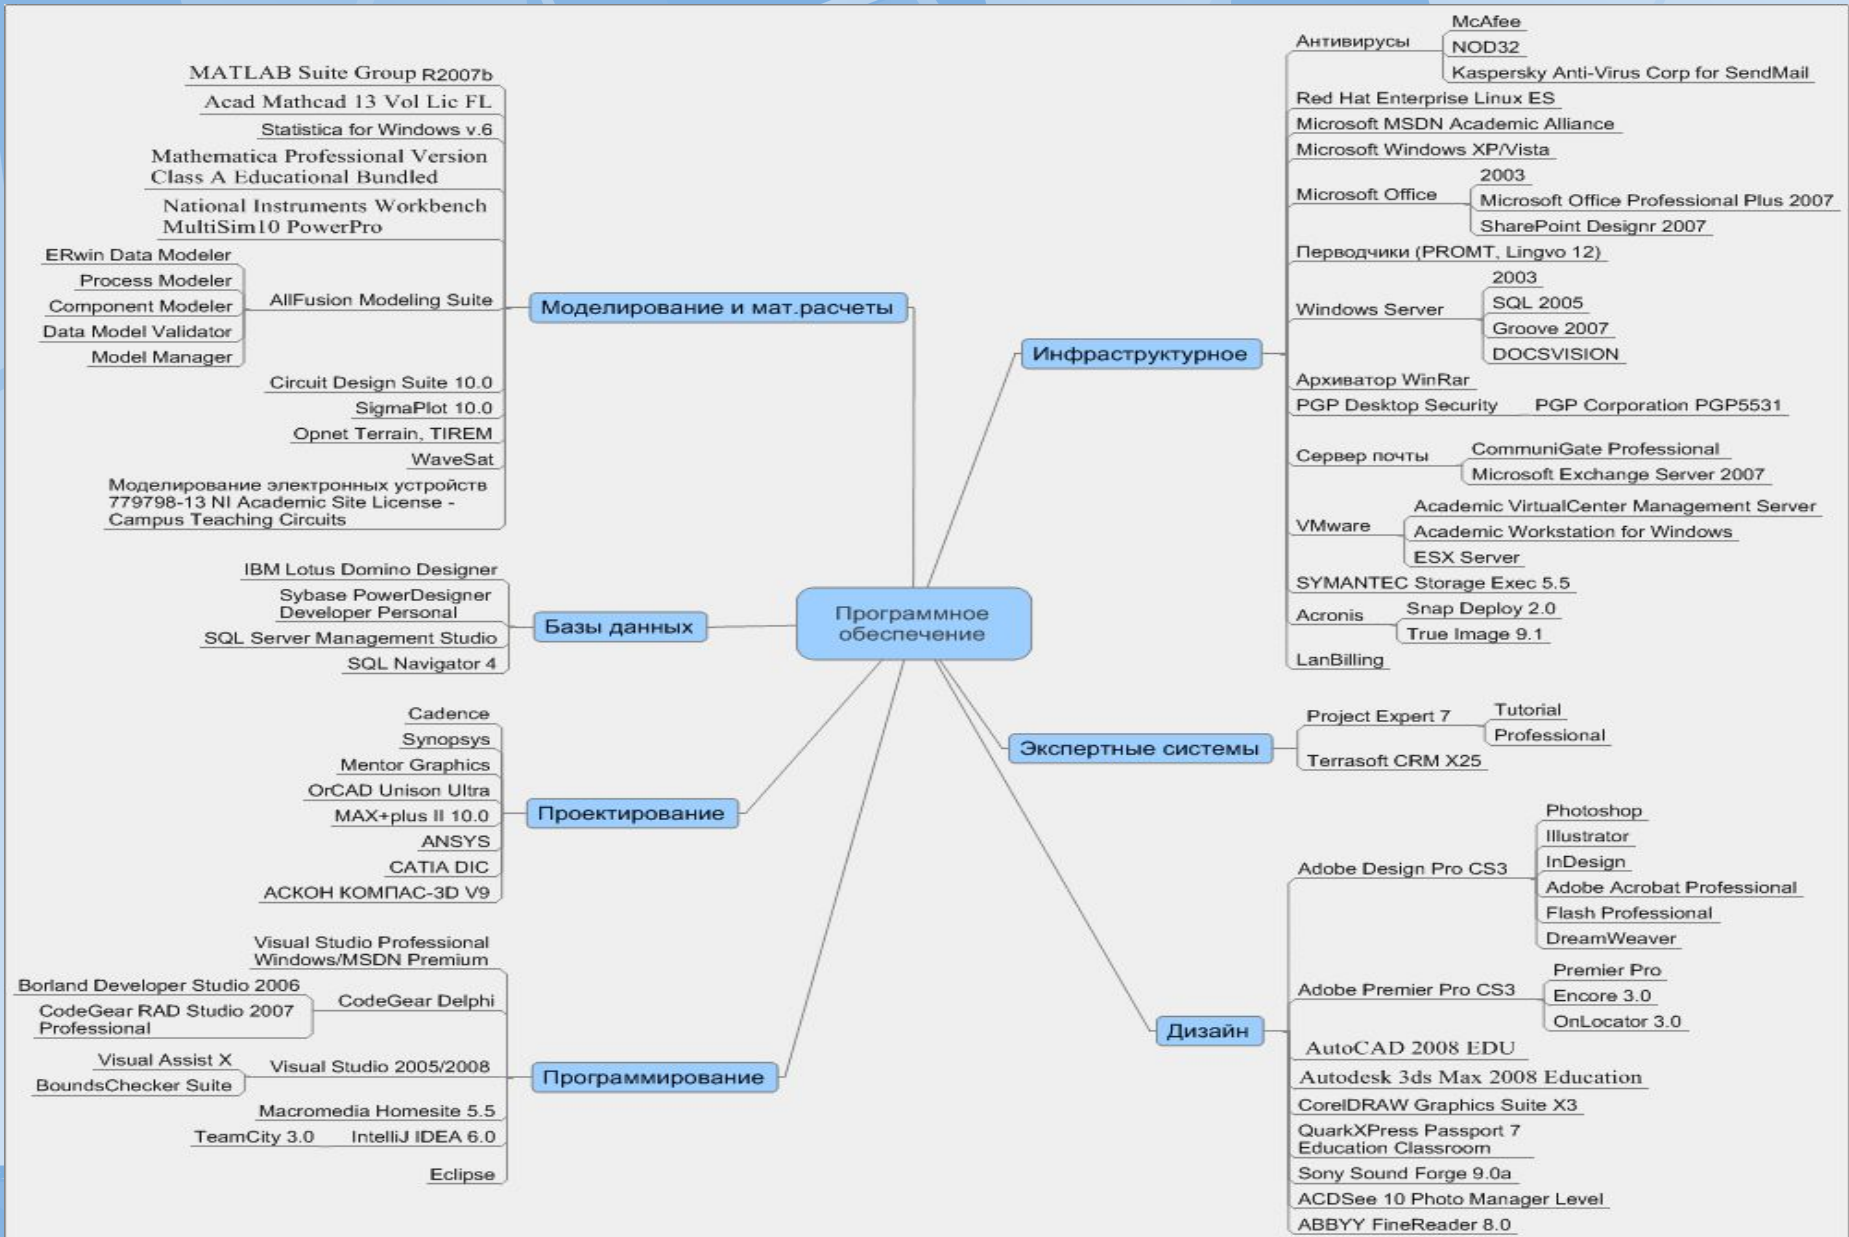 Программное
обеспечение
Моделирование и мат.расчеты
MATLAB Suite Group R2007b
Acad Mathcad 13 Vol Lic FL
Statistica for Windows v.6
Mathematica Professional Version
Class A Educational Bundled
National Instruments Workbench
MultiSim10 PowerPro
AllFusion Modeling Suite
ERwin Data Modeler
Process Modeler
Component Modeler
Data Model Validator
Model Manager
Circuit Design Suite 10.0
SigmaPlot 10.0
Opnet Terrain, TIREM
WaveSat
Моделирование электронных устройств
779798-13 NI Academic Site License -
Campus Teaching Circuits
Базы данных
IBM Lotus Domino Designer
Sybase PowerDesigner
Developer Personal
SQL Server Management Studio
SQL Navigator 4
Проектирование
Cadence
Synopsys
Mentor Graphics
OrCAD Unison Ultra
MAX+plus II 10.0
ANSYS
CATIA DIC
АСКОН КОМПАС-3D V9
Программирование
Visual Studio Professional
Windows/MSDN Premium
CodeGear Delphi
Borland Developer Studio 2006
CodeGear RAD Studio 2007
Professional
Visual Studio 2005/2008
Visual Assist X
BoundsChecker Suite
Macromedia Homesite 5.5
IntelliJ IDEA 6.0
TeamCity 3.0
Eclipse
Инфраструктурное
Антивирусы
McAfee
NOD32
Kaspersky Anti-Virus Corp for SendMail
Red Hat Enterprise Linux ES
Microsoft MSDN Academic Alliance
Microsoft Windows XP/Vista
Microsoft Office
2003
Microsoft Office Professional Plus 2007
SharePoint Designr 2007
Перводчики (PROMT, Lingvo 12)
Windows Server
2003
SQL 2005
Groove 2007
DOCSVISION
Архиватор WinRar
PGP Desktop Security
PGP Corporation PGP5531
Сервер почты
CommuniGate Professional
Microsoft Exchange Server 2007
VMware
Academic VirtualCenter Management Server
Academic Workstation for Windows
ESX Server
SYMANTEC Storage Exec 5.5
Acronis
Snap Deploy 2.0
True Image 9.1
LanBilling
Экспертные системы
Project Expert 7
Tutorial
Professional
Terrasoft CRM X25
Дизайн
Adobe Design Pro CS3
Photoshop
Illustrator
InDesign
Adobe Acrobat Professional
Flash Professional
DreamWeaver
Adobe Premier Pro CS3
Premier Pro
Encore 3.0
OnLocator 3.0
AutoCAD 2008 EDU
Autodesk 3ds Max 2008 Education
CorelDRAW Graphics Suite X3
QuarkXPress Passport 7
Education Classroom
Sony Sound Forge 9.0a
ACDSee 10 Photo Manager Level
ABBYY FineReader 8.0